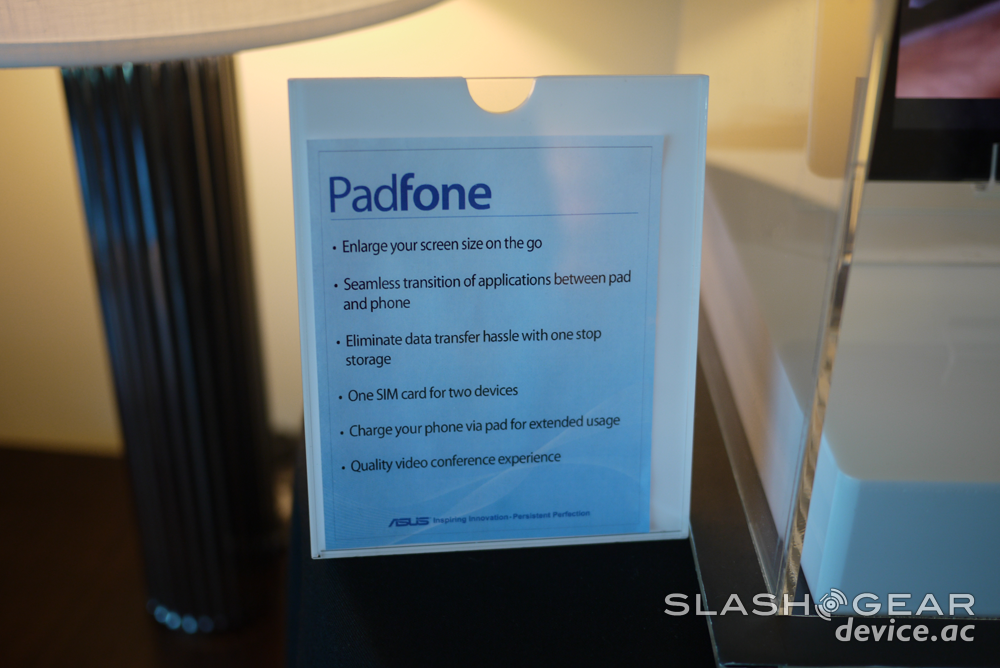 Padfone
• Enlarge your screen size on the go
• Seamless transition of applications between pad
and phone
• Eliminate data transfer hassle with one stop
storage
• One SIM card for two devices
• Charge your phone via pad for extended usage
• Quality video conference experience
ASUS Inspiring Innovation • Persistent Perfection
SLASHGEAR
device.ac